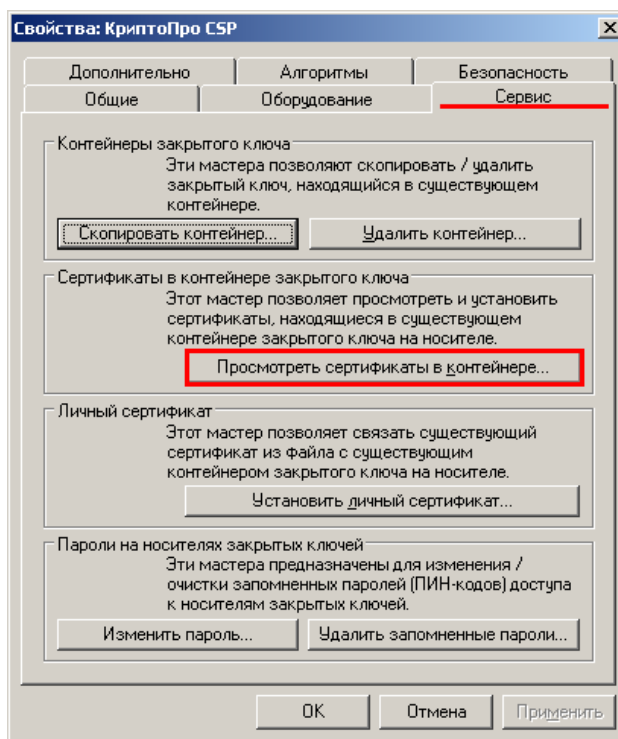 Свойства: КриптоПро CSP
Дополнительно
Алгоритмы
Безопасность
Общие
Оборудование
Сервис
Контейнеры закрытого ключа
Эти мастера позволяют скопировать / удалить
закрытый ключ, находящийся в существующем
контейнере.
Скопировать контейнер...
Удалить контейнер...
Сертификаты в контейнере закрытого ключа
Этот мастер позволяет просмотреть и установить
сертификаты, находящиеся в существующем
контейнере закрытого ключа на носителе.
Просмотреть сертификаты в контейнере...
Личный сертификат
Этот мастер позволяет связать существующий
сертификат из файла с существующим
контейнером закрытого ключа на носителе.
Установить личный сертификат...
Пароли на носителях закрытых ключей
Эти мастера предназначены для изменения /
очистки запомненных паролей (ПИН-кодов) доступа
к носителям закрытых ключей.
Изменить пароль...
Удалить запомненные пароли...
OK
Отмена
Применить